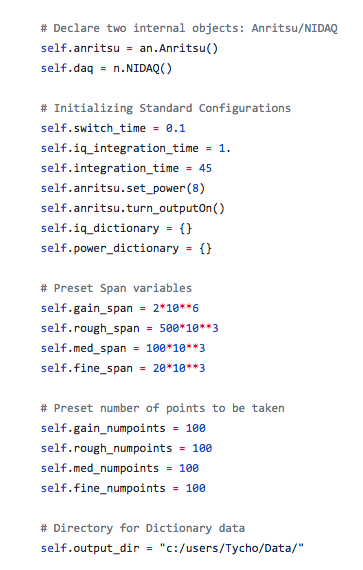 # Declare two internal objects: Anritsu/NIDAQ
self.anritsu = an.Anritsu()
self.daq = n.NIDAQ()
# Initializing Standard Configurations
self.switch_time = 0.1
self.iq_integration_time = 1.
self.integration_time = 45
self.anritsu.set_power(8)
self.anritsu.turn_outputOn()
self.iq_dictionary = {}
self.power_dictionary = {}
# Preset Span variables
self.gain_span = 2*10**6
self.rough_span = 500*10**3
self.med_span = 100*10**3
self.fine_span = 20*10**3
# Preset number of points to be taken
self.gain_numpoints = 100
self.rough_numpoints = 100
self.med_numpoints = 100
self.fine_numpoints = 100
# Directory for Dictionary data
self.output_dir = "c:/users/Tycho/Data/"